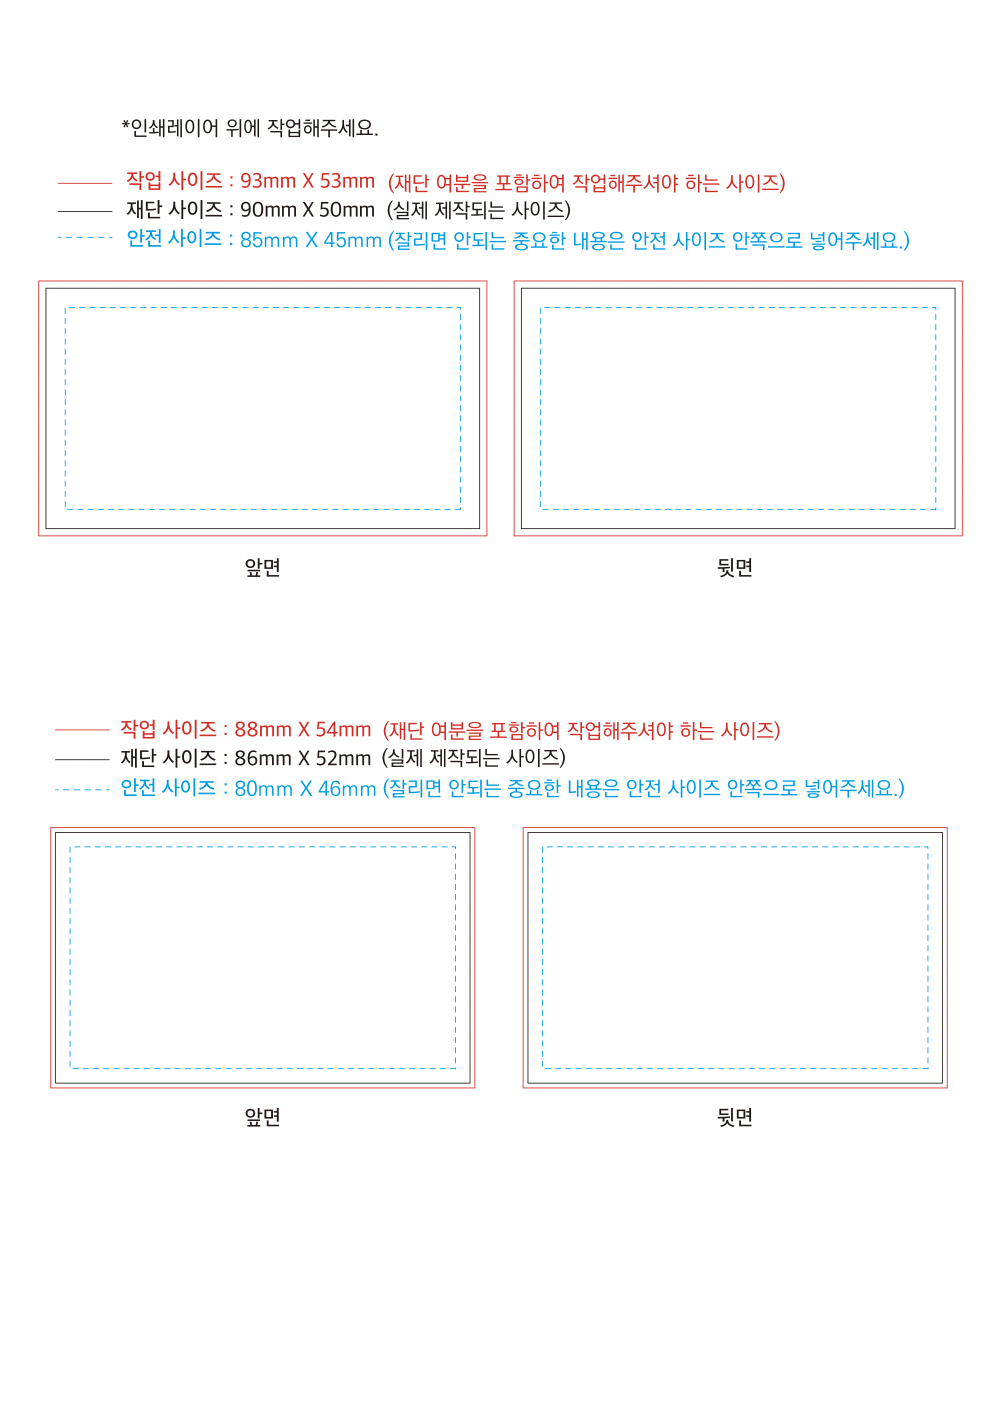 *인쇄레이어 위에 작업해주세요.
작업 사이즈 : 93mm X 53mm (재단 여분을 포함하여 작업해주셔야 하는 사이즈)
재단 사이즈 : 90mm X 50mm (실제 제작되는 사이즈)
안전 사이즈 : 85mm X 45mm (잘리면 안되는 중요한 내용은 안전 사이즈 안쪽으로 넣어주세요.)
앞면 뒷면
작업 사이즈 : 88mm X 54mm (재단 여분을 포함하여 작업해주셔야 하는 사이즈)
재단 사이즈 : 86mm X 52mm (실제 제작되는 사이즈)
안전 사이즈 : 80mm X 46mm (잘리면 안되는 중요한 내용은 안전 사이즈 안쪽으로 넣어주세요.)
앞면 뒷면